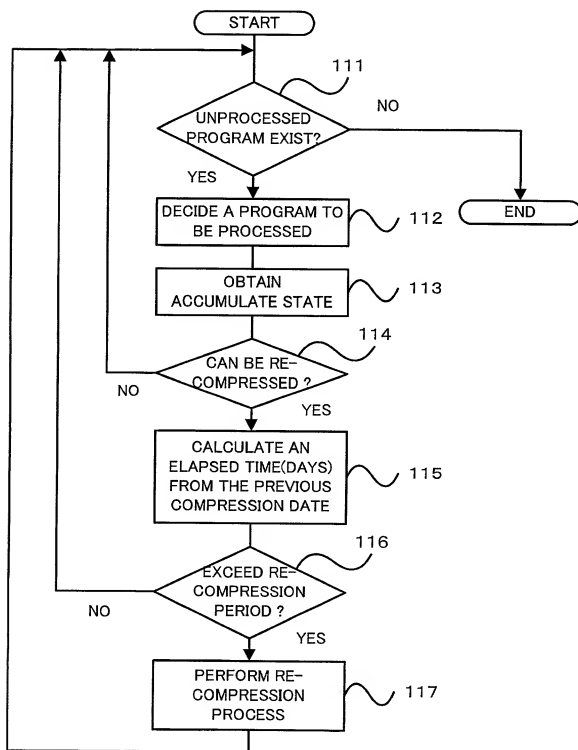 START
111
UNPROCESSED
PROGRAM EXIST?
NO
YES
DECIDE A PROGRAM TO
BE PROCESSED
112
END
OBTAIN
ACCUMULATE STATE
113
114
CAN BE RE-
COMPRESSED ?
NO
YES
CALCULATE AN
ELAPSED TIME(DAYS)
FROM THE PREVIOUS
COMPRESSION DATE
115
116
EXCEED RE-
COMPRESSION
PERIOD ?
NO
YES
PERFORM RE-
COMPRESSION
PROCESS
117